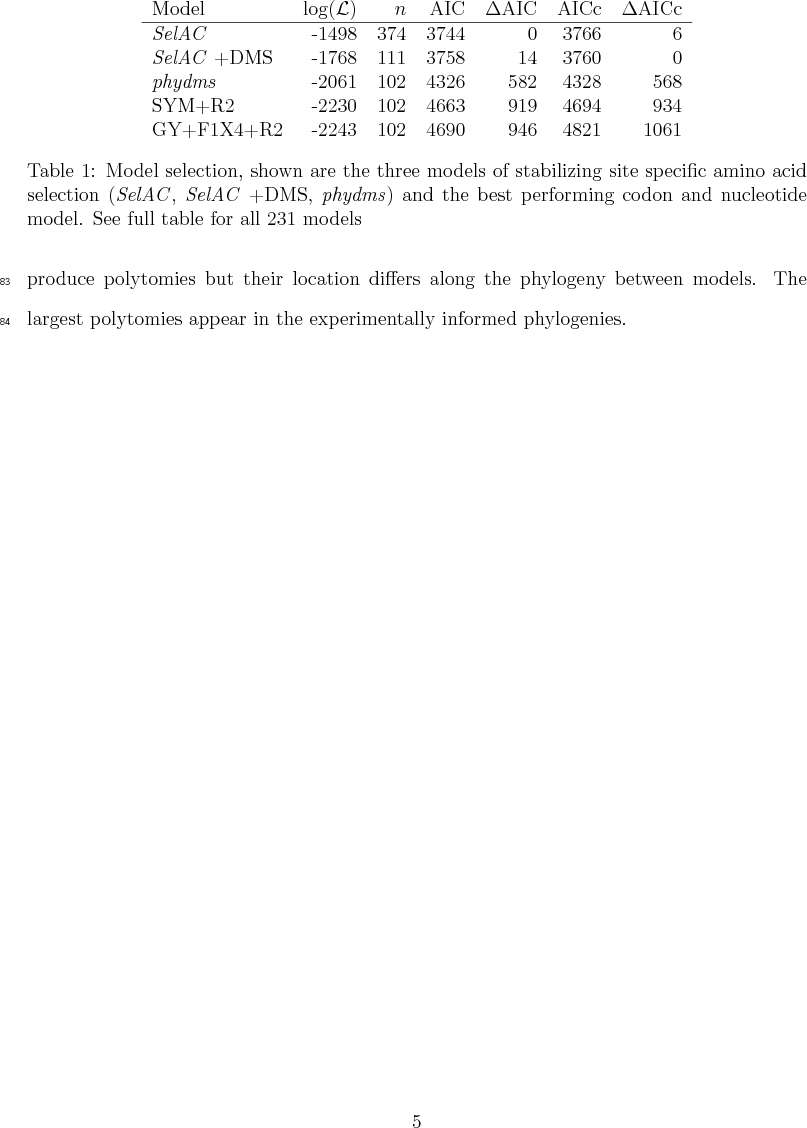 Model log(ℒ) n AIC ΔAIC AICc ΔAICc
SelAC -1498 374 3744 0 3766 6
SelAC +DMS -1768 111 3758 14 3760 0
phydms -2061 102 4326 582 4328 568
SYM+R2 -2230 102 4663 919 4694 934
GY+F1X4+R2 -2243 102 4690 946 4821 1061
Table 1: Model selection, shown are the three models of stabilizing site specific amino acid
selection (SelAC, SelAC +DMS, phydms) and the best performing codon and nucleotide
model. See full table for all 231 models
83 produce polytomies but their location differs along the phylogeny between models. The
84 largest polytomies appear in the experimentally informed phylogenies.
5